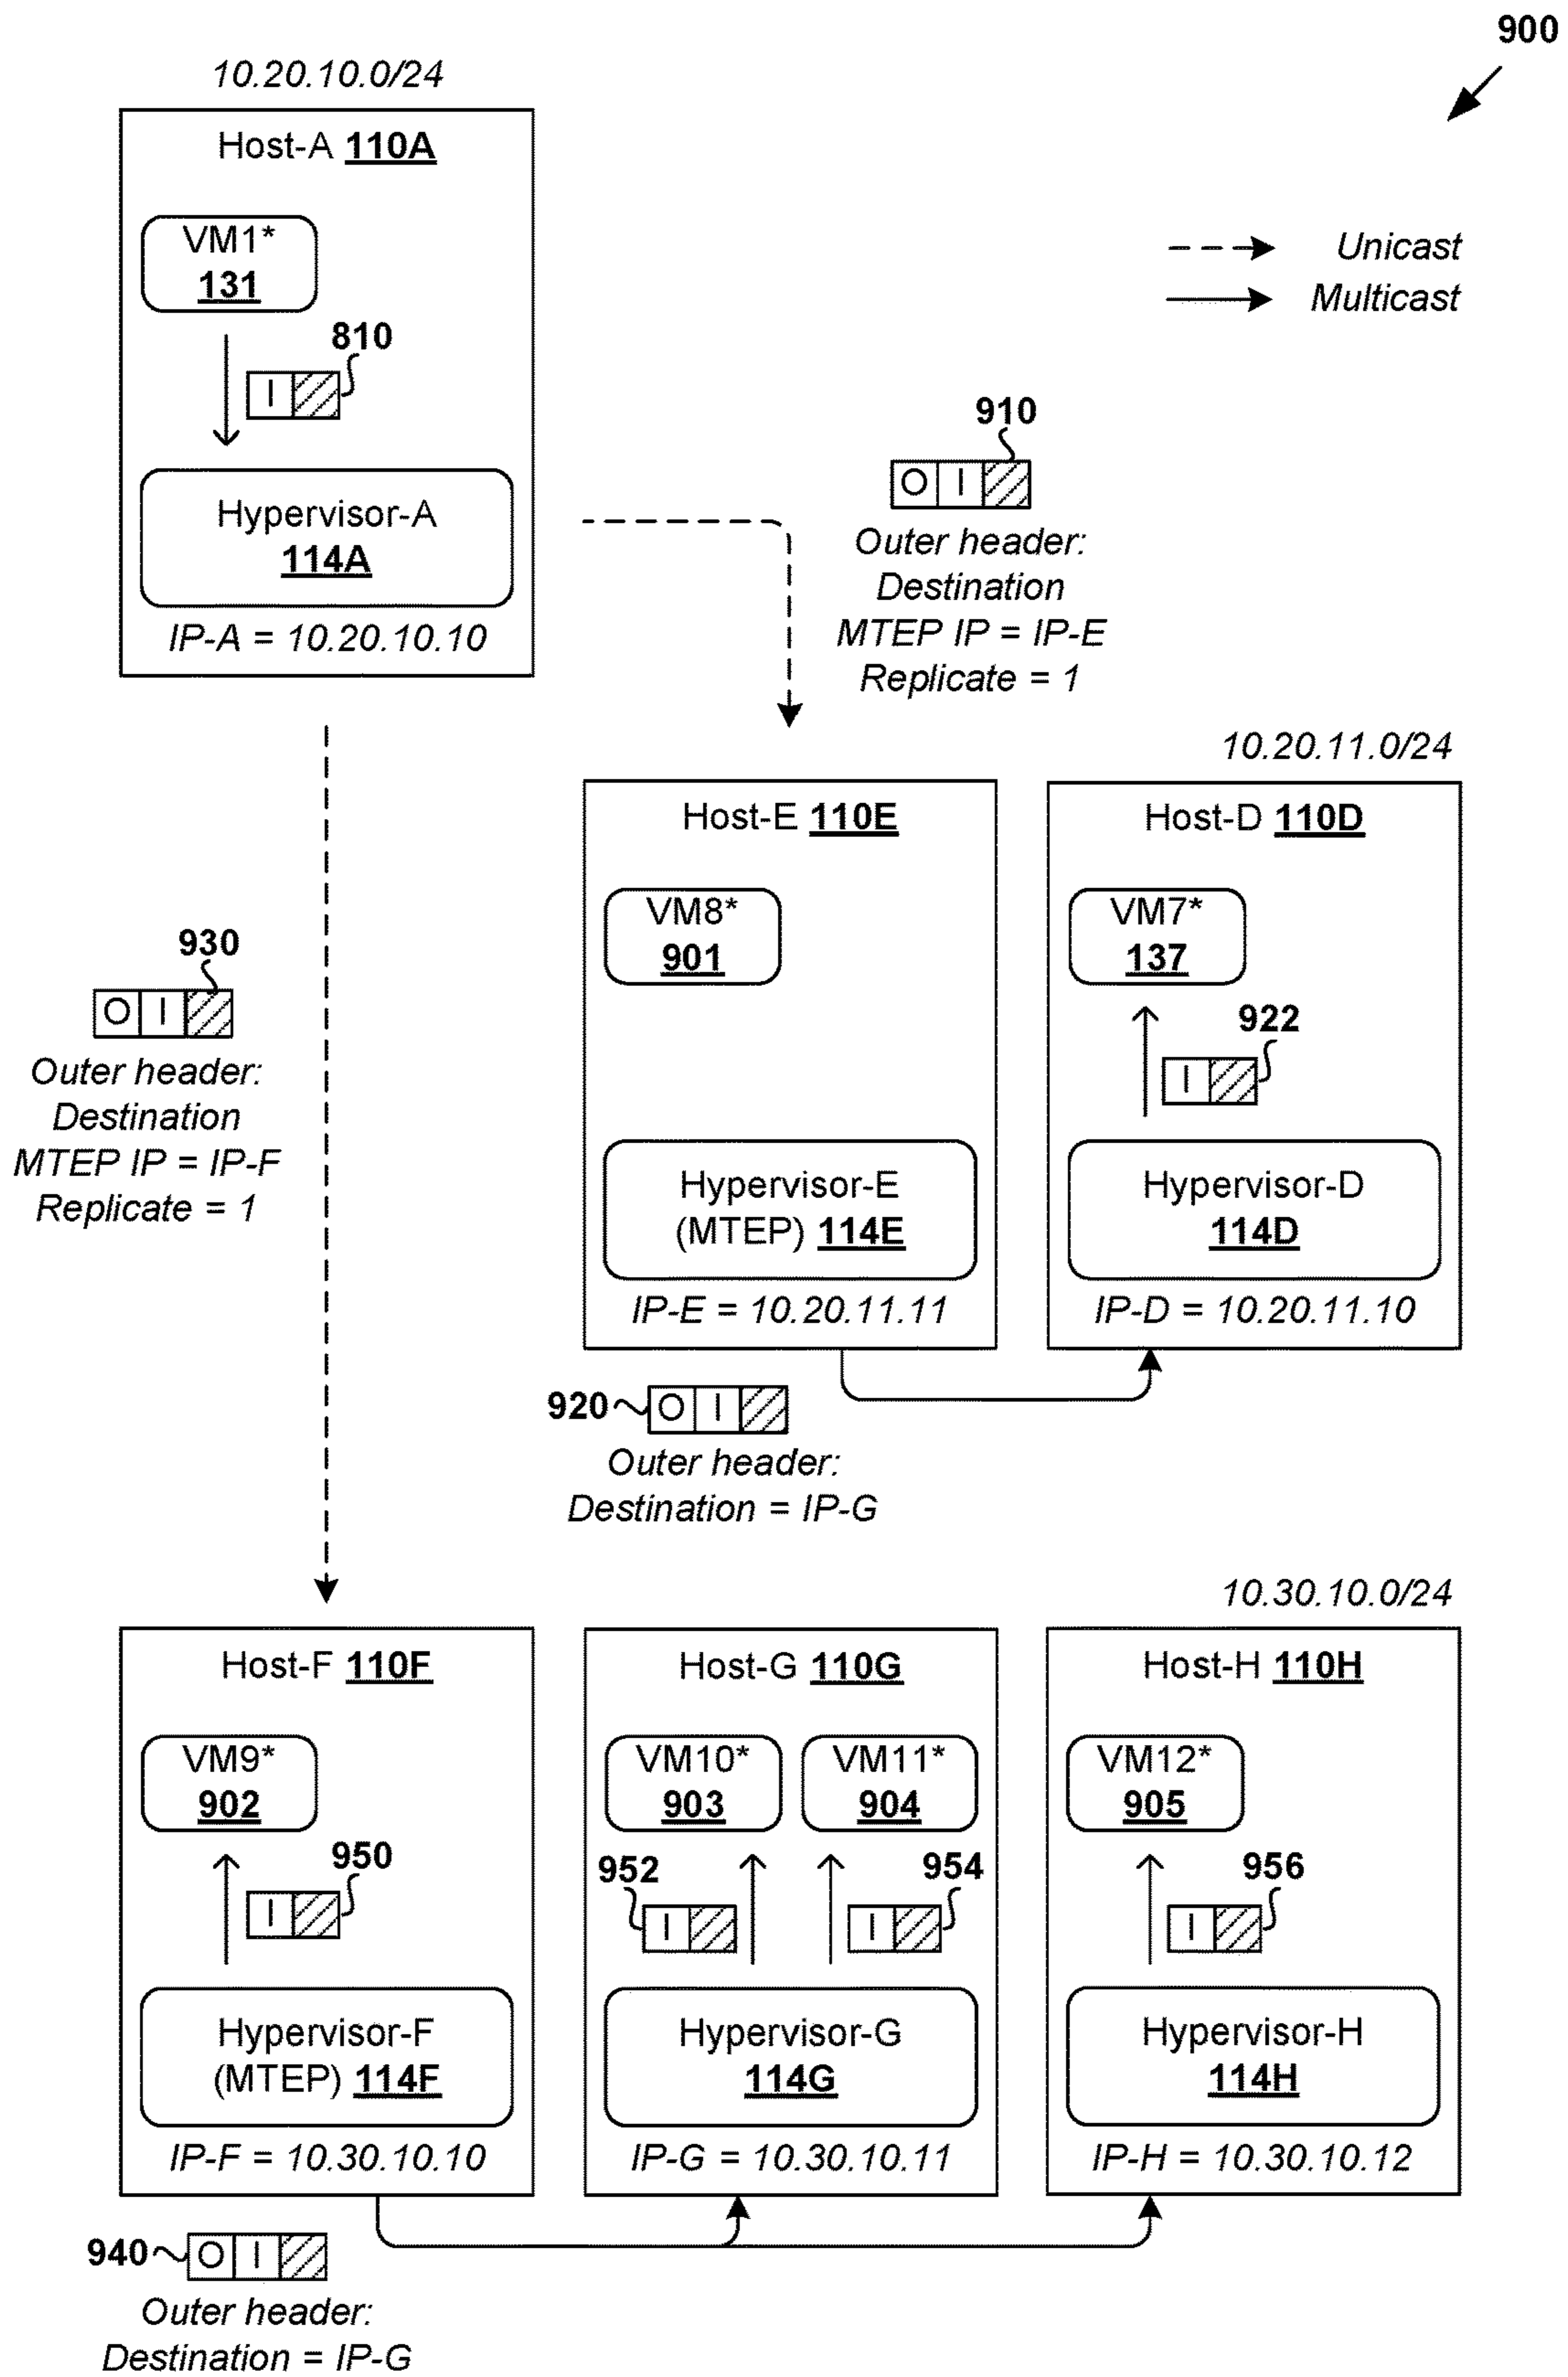 900
10.20.10.0/24
Host-A 110A
VM1*
131
810
I
Hypervisor-A
114A
IP-A = 10.20.10.10
Unicast
Multicast
910
O I
Outer header:
Destination
MTEP IP = IP-E
Replicate = 1
930
O I
Outer header:
Destination
MTEP IP = IP-F
Replicate = 1
10.20.11.0/24
Host-E 110E
VM8*
901
Hypervisor-E
(MTEP) 114E
IP-E = 10.20.11.11
Host-D 110D
VM7*
137
922
I
Hypervisor-D
114D
IP-D = 10.20.11.10
920 O I
Outer header:
Destination = IP-G
10.30.10.0/24
Host-F 110F
VM9*
902
950
I
Hypervisor-F
(MTEP) 114F
IP-F = 10.30.10.10
Host-G 110G
VM10*
903
VM11*
904
952
I
954
I
Hypervisor-G
114G
IP-G = 10.30.10.11
Host-H 110H
VM12*
905
956
I
Hypervisor-H
114H
IP-H = 10.30.10.12
940 O I
Outer header:
Destination = IP-G